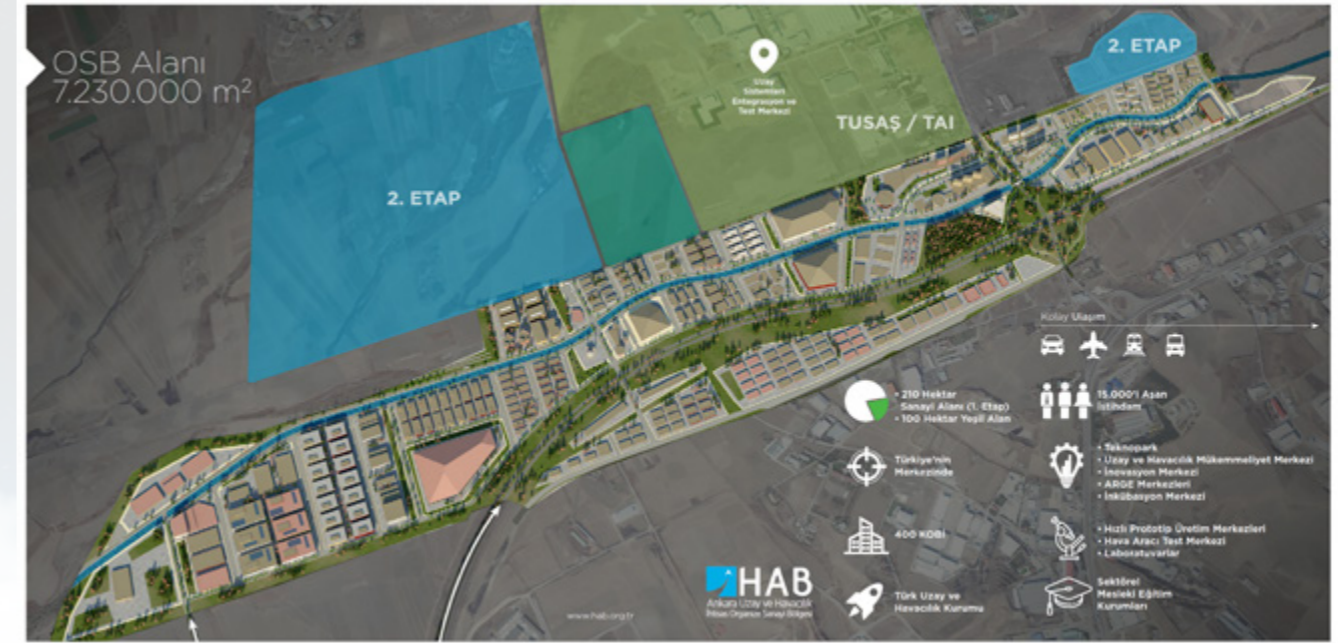 OSB Alanı
7.230.000 m²
2. ETAP
2. ETAP
Uzay
Sistemleri
Entegrasyon ve
Test Merkezi
TUSAŞ / TAI
Kolay Ulaşım
• 210 Hektar
Sanayi Alanı (1. Etap)
• 100 Hektar Yeşil Alan
15.000'i Aşan
İstihdam
Türkiye'nin
Merkezinde
• Teknopark
• Uzay ve Havacılık Mükemmeliyet Merkezi
• İnovasyon Merkezi
• ARGE Merkezleri
• İnkübasyon Merkezi
400 KOBİ
• Hızlı Prototip Üretim Merkezleri
• Hava Aracı Test Merkezi
• Laboratuvarlar
HAB
Ankara Uzay ve Havacılık
İhtisas Organize Sanayi Bölgesi
www.hab.org.tr
Türk Uzay ve
Havacılık Kurumu
Sektörel
Mesleki Eğitim
Kurumları